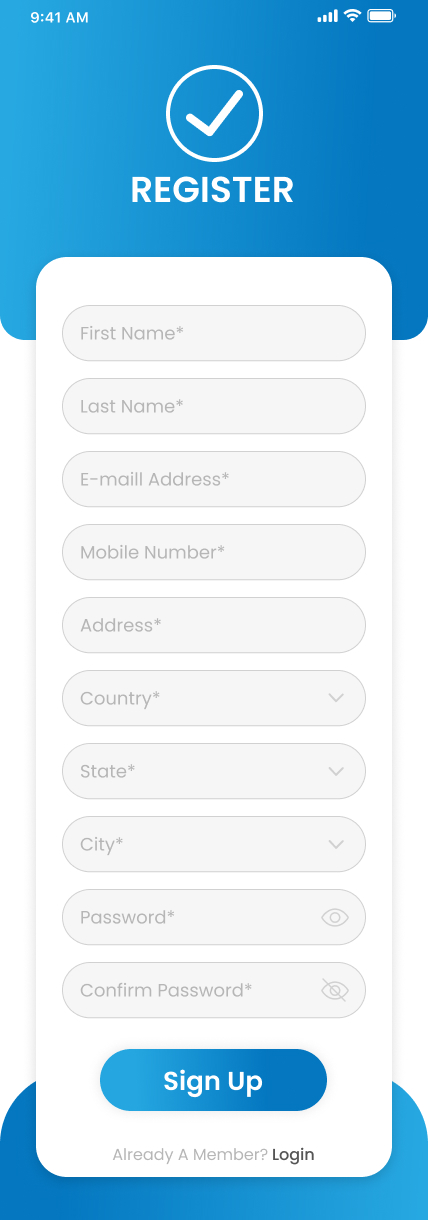 9:41 AM
REGISTER
First Name*
Last Name*
E-maill Address*
Mobile Number*
Address*
Country*
State*
City*
Password*
Confirm Password*
Sign Up
Already A Member? Login